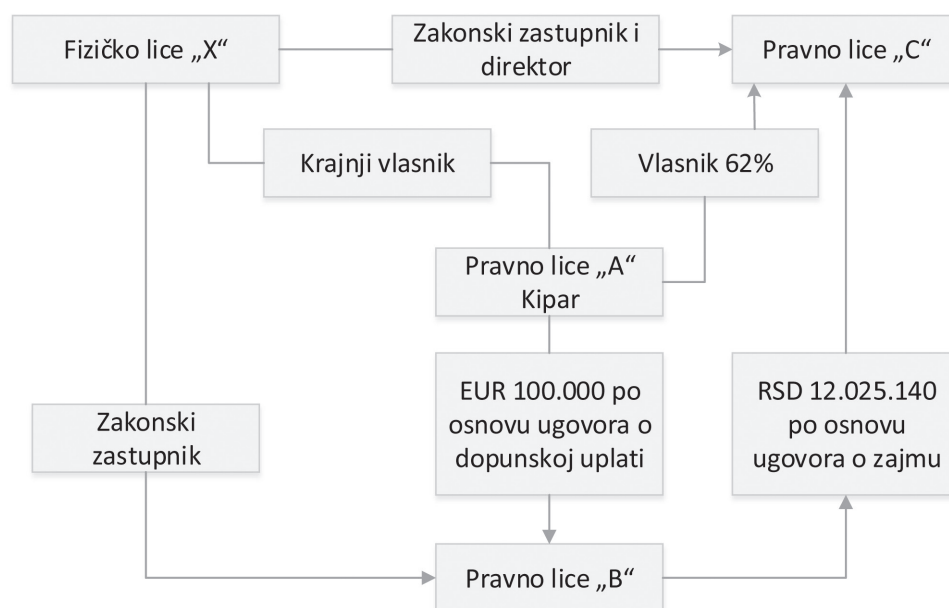 Fizičko lice „X“
Zakonski zastupnik i
direktor
Pravno lice „C“
Krajnji vlasnik
Vlasnik 62%
Pravno lice „A“
Kipar
EUR 100.000 po
osnovu ugovora o
dopunskoj uplati
RSD 12.025.140
po osnovu
ugovora o zajmu
Zakonski
zastupnik
Pravno lice „B“